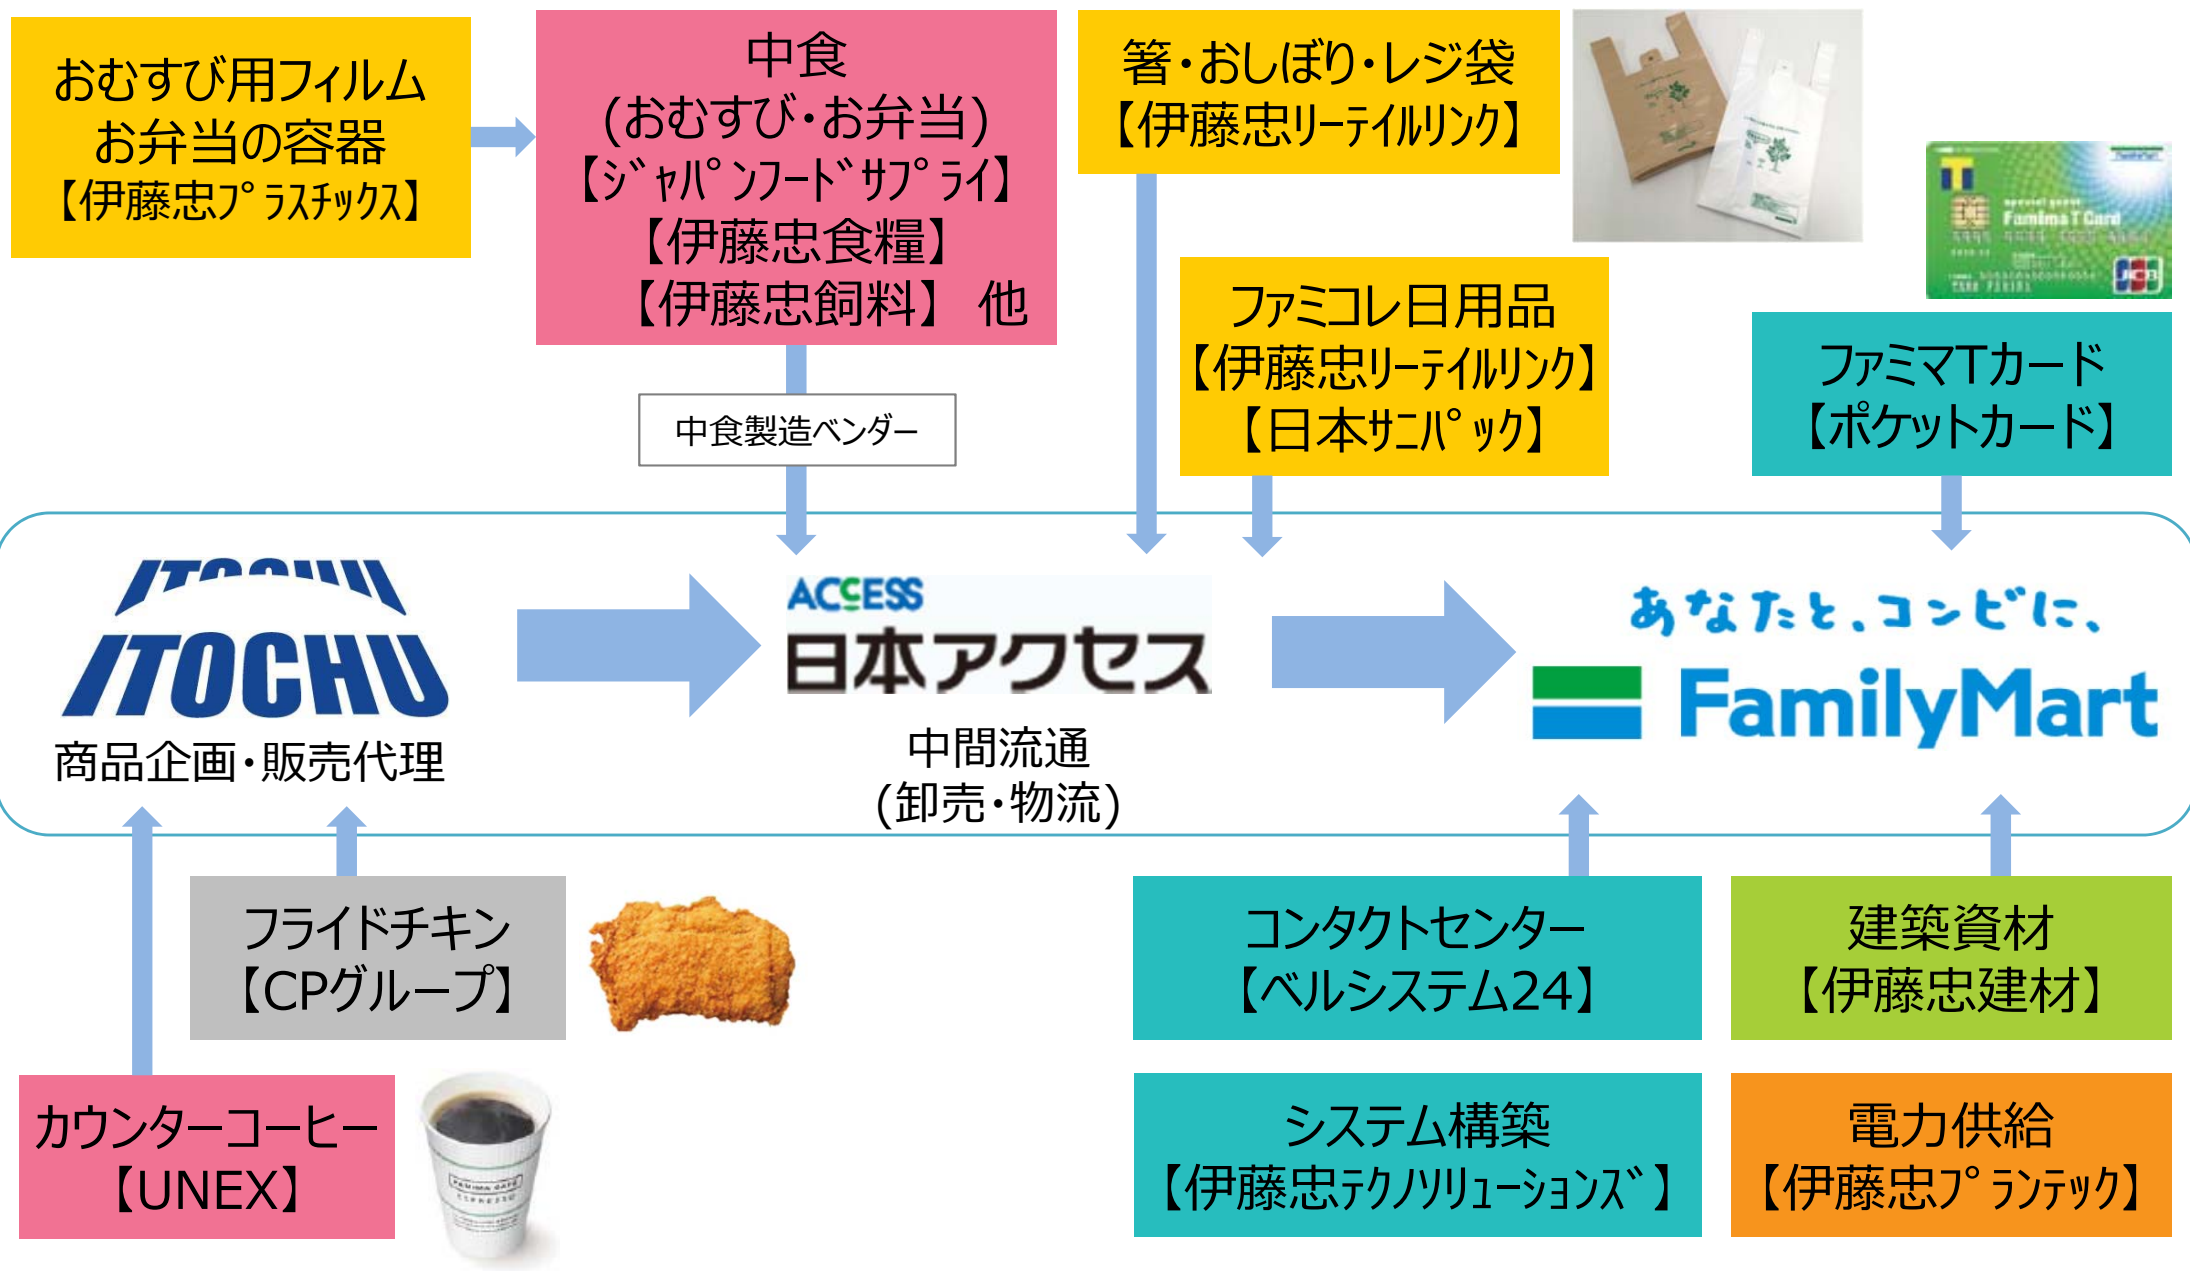 おむすび用フィルム
お弁当の容器
【伊藤忠ﾌﾟﾗｽﾁｯｸｽ】
中食
(おむすび・お弁当)
【ｼﾞｬﾊﾟﾝﾌｰﾄﾞｻﾌﾟﾗｲ】
【伊藤忠食糧】
【伊藤忠飼料】 他
中食製造ベンダー
箸・おしぼり・レジ袋
【伊藤忠ﾘｰﾃｲﾙﾘﾝｸ】
ファミコレ日用品
【伊藤忠ﾘｰﾃｲﾙﾘﾝｸ】
【日本ｻﾆﾊﾟｯｸ】
FamilyMart
T
special getet
Famima T Card
JCB
ファミマTカード
【ポケットカード】
ITOCHU
ITOCHU
商品企画・販売代理
ACCESS
日本アクセス
中間流通
(卸売・物流)
あなたと、コンビに、
FamilyMart
フライドチキン
【CPグループ】
カウンターコーヒー
【UNEX】
FAMIMA CAFÉ
ESPRESSO
コンタクトセンター
【ベルシステム24】
建築資材
【伊藤忠建材】
システム構築
【伊藤忠ﾃｸﾉｿﾘｭｰｼｮﾝｽﾞ】
電力供給
【伊藤忠ﾌﾟﾗﾝﾃｯｸ】